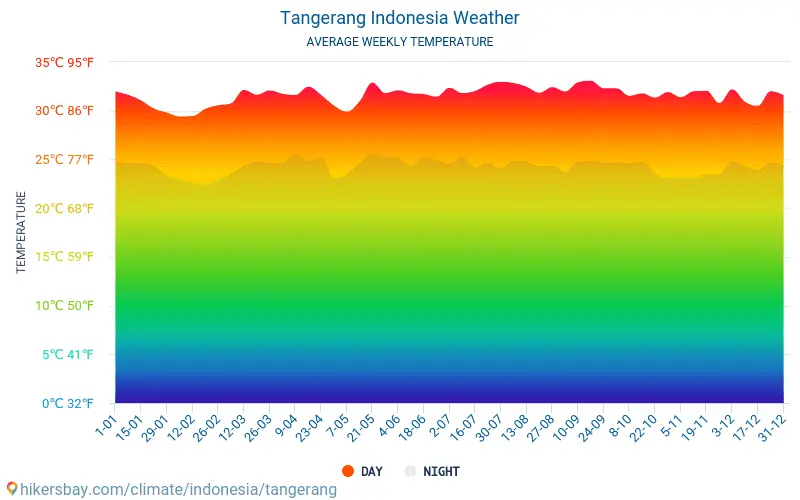 Tangerang Indonesia Weather
AVERAGE WEEKLY TEMPERATURE
TEMPERATURE
35℃ 95℉
30℃ 86℉
25℃ 77℉
20℃ 68℉
15℃ 59℉
10℃ 50℉
5℃ 41℉
0℃ 32℉
1-01 15-01 29-01 12-02 26-02 12-03 26-03 9-04 23-04 7-05 21-05 4-06 18-06 2-07 16-07 30-07 13-08 27-08 10-09 24-09 8-10 22-10 5-11 19-11 3-12 17-12 31-12
DAY NIGHT
hikersbay.com/climate/indonesia/tangerang